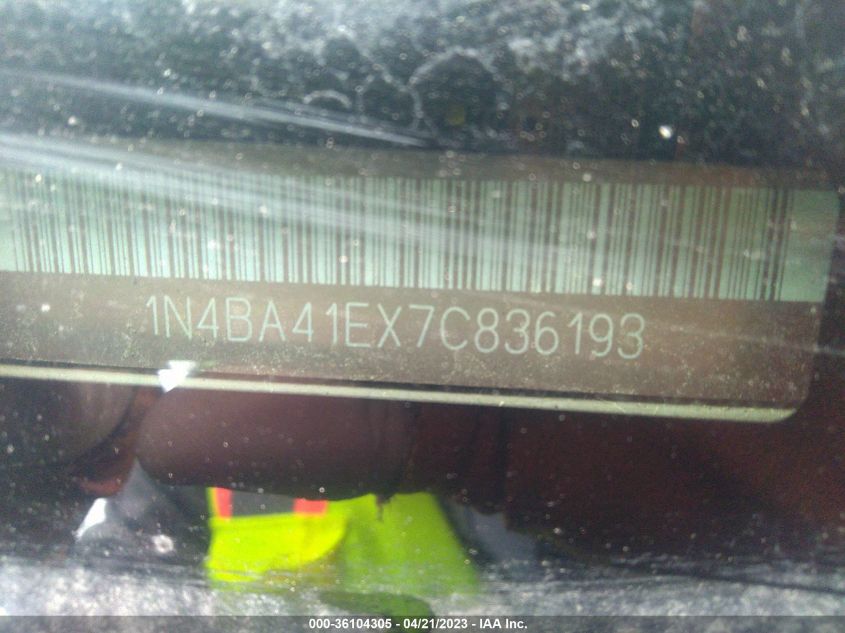 1N4BA41EX7C836193
000-36104305 - 04/21/2023 - IAA Inc.